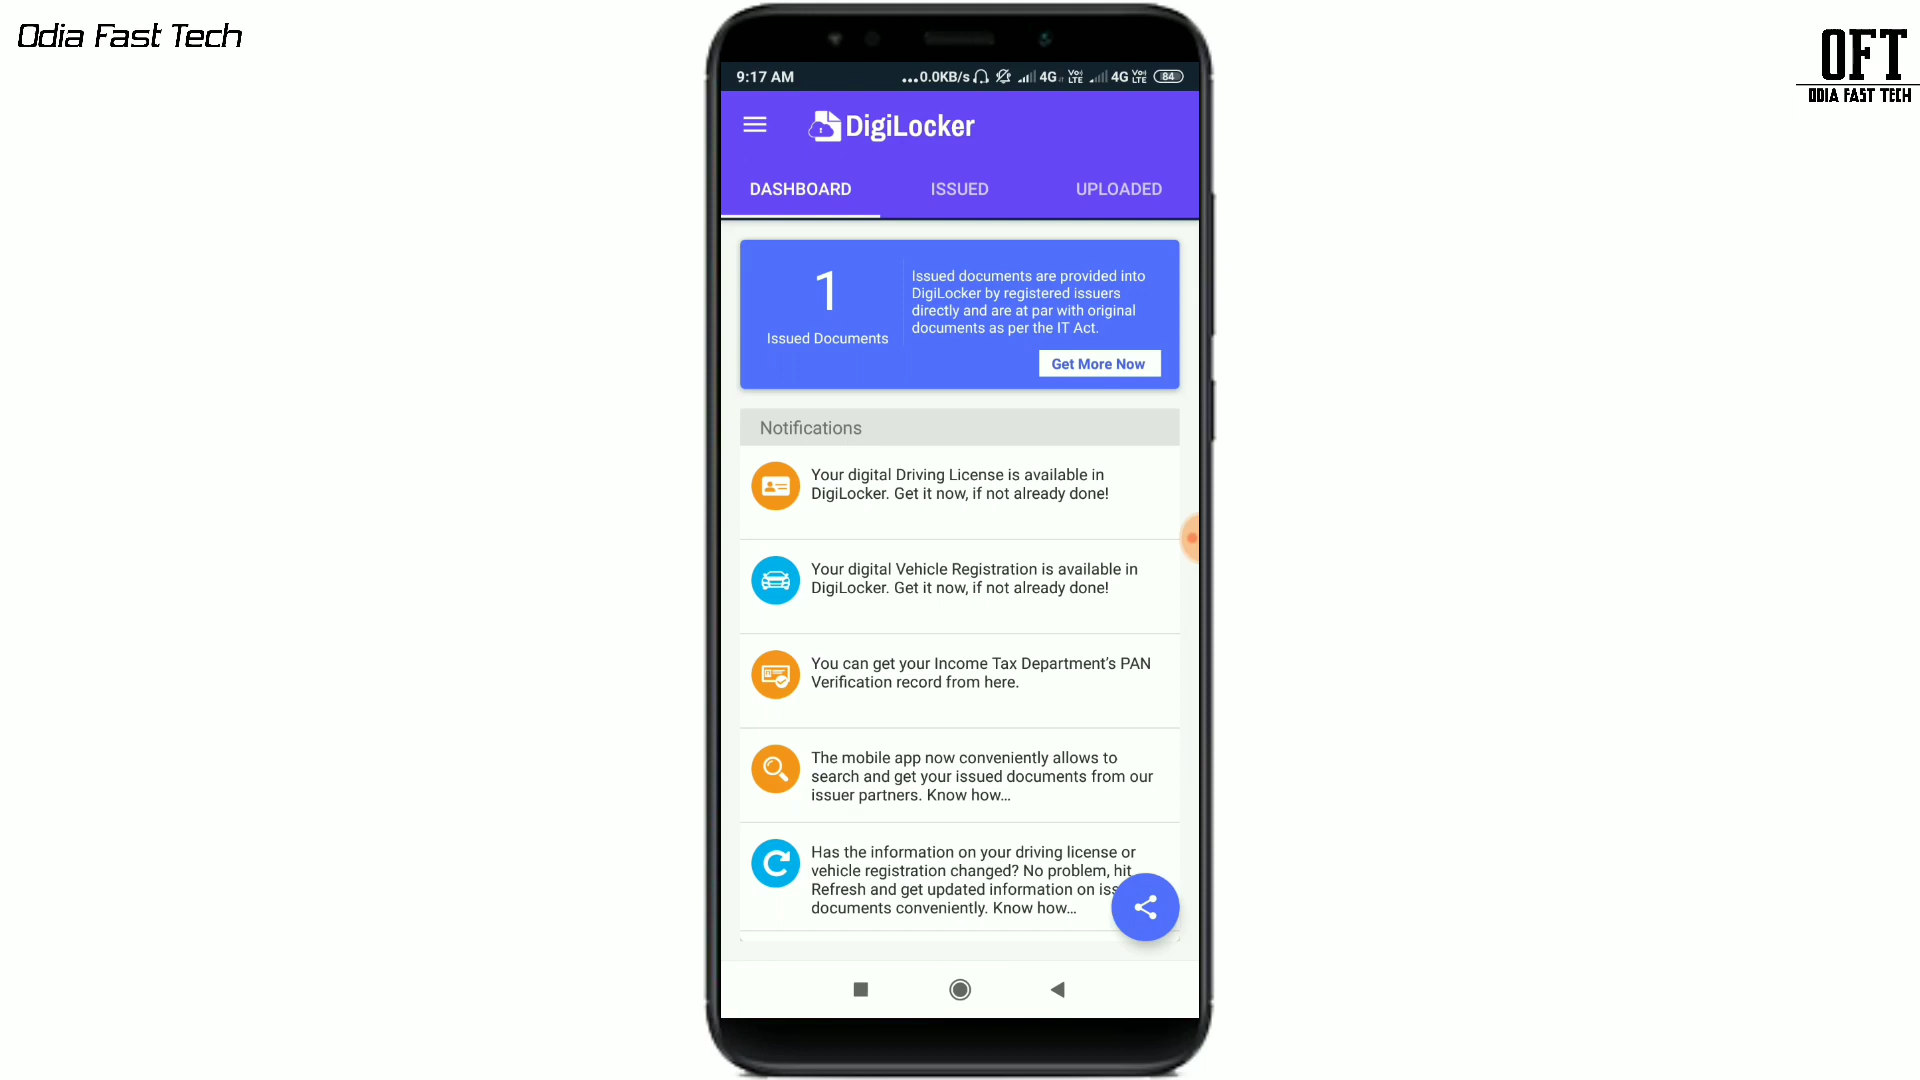 Odia Fast Tech
OFT
ODIA FAST TECH
9:17 AM
...0.0KB/s 4G Vo) LTE 4G Vo) LTE 84
DigiLocker
DASHBOARD ISSUED UPLOADED
1
Issued Documents
Issued documents are provided into
DigiLocker by registered issuers
directly and are at par with original
documents as per the IT Act.
Get More Now
Notifications
Your digital Driving License is available in
DigiLocker. Get it now, if not already done!
Your digital Vehicle Registration is available in
DigiLocker. Get it now, if not already done!
You can get your Income Tax Department's PAN
Verification record from here.
The mobile app now conveniently allows to
search and get your issued documents from our
issuer partners. Know how...
Has the information on your driving license or
vehicle registration changed? No problem, hit
Refresh and get updated information on iss
documents conveniently. Know how...